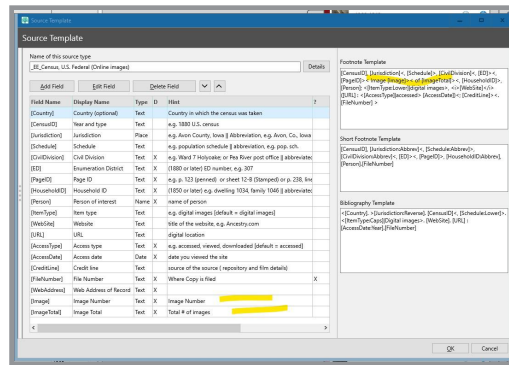 Source Template
Source Template
Name of this source type
_EE_Census, U.S. Federal (Online images)
Details
Add Field
Edit Field
Delete Field
Field Name Display Name Type D Hint ?
[Country] Country (optional) Text Country in which the census was taken
[CensusID] Year and type Text e.g. 1880 U.S. census
[Jurisdiction] Jurisdiction Place e.g. Avon County, Iowa || Abbreviation, e.g. Avon, Co., Iowa
[Schedule] Schedule Text e.g. population schedule || abbreviation, e.g. pop. sch.
[CivilDivision] Civil Division Text X e.g. Ward 7 Holyoake; or Pea River post office || abbreviated
[ED] Enumeration District Text X (1880 or later) ED number, e.g. 307
[PageID] Page ID Text X e.g. p. 123 (penned) or sheet 12-B (Stamped) or p. 238, line
[HouseholdID] Household ID Text X (1850 or later) e.g. dwelling 1034, family 1046 || abbreviated
[Person] Person of interest Name X name of person
[ItemType] Item type Text e.g. digital images [default = digital images]
[WebSite] Website Text title of the website. e.g. Ancestry.com
[URL] URL Text digital location
[AccessType] Access type Text X e.g. accessed, viewed, downloaded [default = accessed]
[AccessDate] Access date Date X date you visited the site
[CreditLine] Credit line Text source of the source ( repository and film details)
[FileNumber] File Number Text X Where Copy is filed X
[WebAddress] Web Address of Record Text X
[Image] Image Number Text X Image Number
[ImageTotal] Image Total Text X Total # of images
Footnote Template
[CensusID], [Jurisdiction]<, [Schedule]>, [CivilDivision]<, [ED]><,
[PageID]>< image [Image]>< of [ImageTotal]><, [HouseholdID]>,
[Person]; <[ItemType:Lower]|digital images>, <i>[WebSite]</i>
([URL] : <[AccessType]|accessed> [AccessDate])<; [CreditLine]><.
[FileNumber] >
Short Footnote Template
[CensusID], [Jurisdiction:Abbrev]<, [Schedule:Abbrev]>,
[CivilDivision:Abbrev]<, [ED]><, [PageID]>, [HouseholdID:Abbrev],
[Person].[FileNumber]
Bibliography Template
<[Country]. >[Jurisdiction:Reverse]. [CensusID]<, [Schedule:Lower]>.
<[ItemType:Caps]|Digital images>. [WebSite]. [URL] :
[AccessDate:Year].[FileNumber]
OK
Cancel